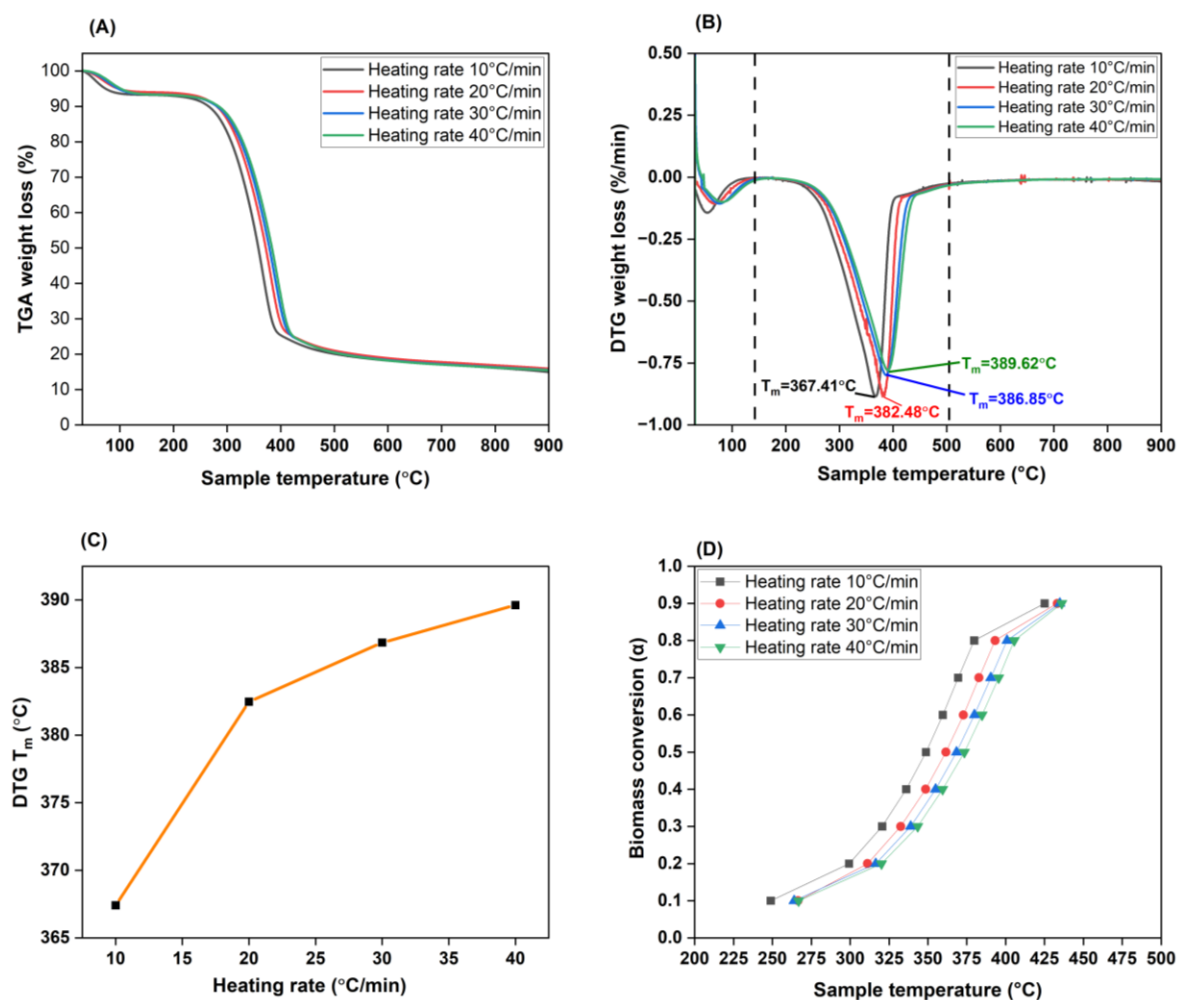 (A)
100
90
80
70
60
50
40
30
20
10
0
TGA weight loss (%)
Heating rate 10°C/min
Heating rate 20°C/min
Heating rate 30°C/min
Heating rate 40°C/min
100 200 300 400 500 600 700 800 900
Sample temperature (°C)
(B)
0.50
0.25
0.00
−0.25
−0.50
−0.75
−1.00
DTG weight loss (%/min)
Heating rate 10°C/min
Heating rate 20°C/min
Heating rate 30°C/min
Heating rate 40°C/min
Tm=389.62°C
Tm=367.41°C
Tm=386.85°C
Tm=382.48°C
100 200 300 400 500 600 700 800 900
Sample temperature (°C)
(C)
390
385
380
375
370
365
DTG Tm (°C)
10 15 20 25 30 35 40
Heating rate (°C/min)
(D)
1.0
0.9
0.8
0.7
0.6
0.5
0.4
0.3
0.2
0.1
0.0
Biomass conversion (α)
Heating rate 10°C/min
Heating rate 20°C/min
Heating rate 30°C/min
Heating rate 40°C/min
200 225 250 275 300 325 350 375 400 425 450 475 500
Sample temperature (°C)